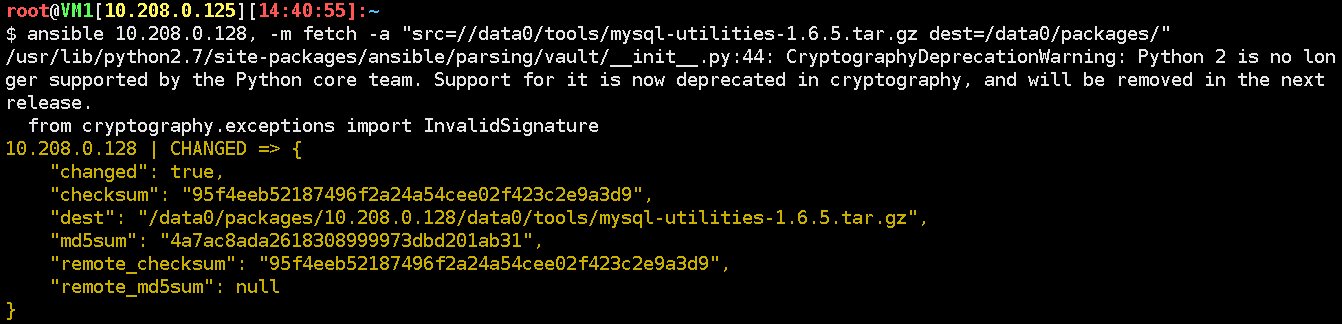 root@VM1[10.208.0.125][14:40:55]:~
$ ansible 10.208.0.128, -m fetch -a "src=//data0/tools/mysql-utilities-1.6.5.tar.gz dest=/data0/packages/"
/usr/lib/python2.7/site-packages/ansible/parsing/vault/__init__.py:44: CryptographyDeprecationWarning: Python 2 is no lon
ger supported by the Python core team. Support for it is now deprecated in cryptography, and will be removed in the next
release.
  from cryptography.exceptions import InvalidSignature
10.208.0.128 | CHANGED => {
    "changed": true,
    "checksum": "95f4eeb52187496f2a24a54cee02f423c2e9a3d9",
    "dest": "/data0/packages/10.208.0.128/data0/tools/mysql-utilities-1.6.5.tar.gz",
    "md5sum": "4a7ac8ada2618308999973dbd201ab31",
    "remote_checksum": "95f4eeb52187496f2a24a54cee02f423c2e9a3d9",
    "remote_md5sum": null
}